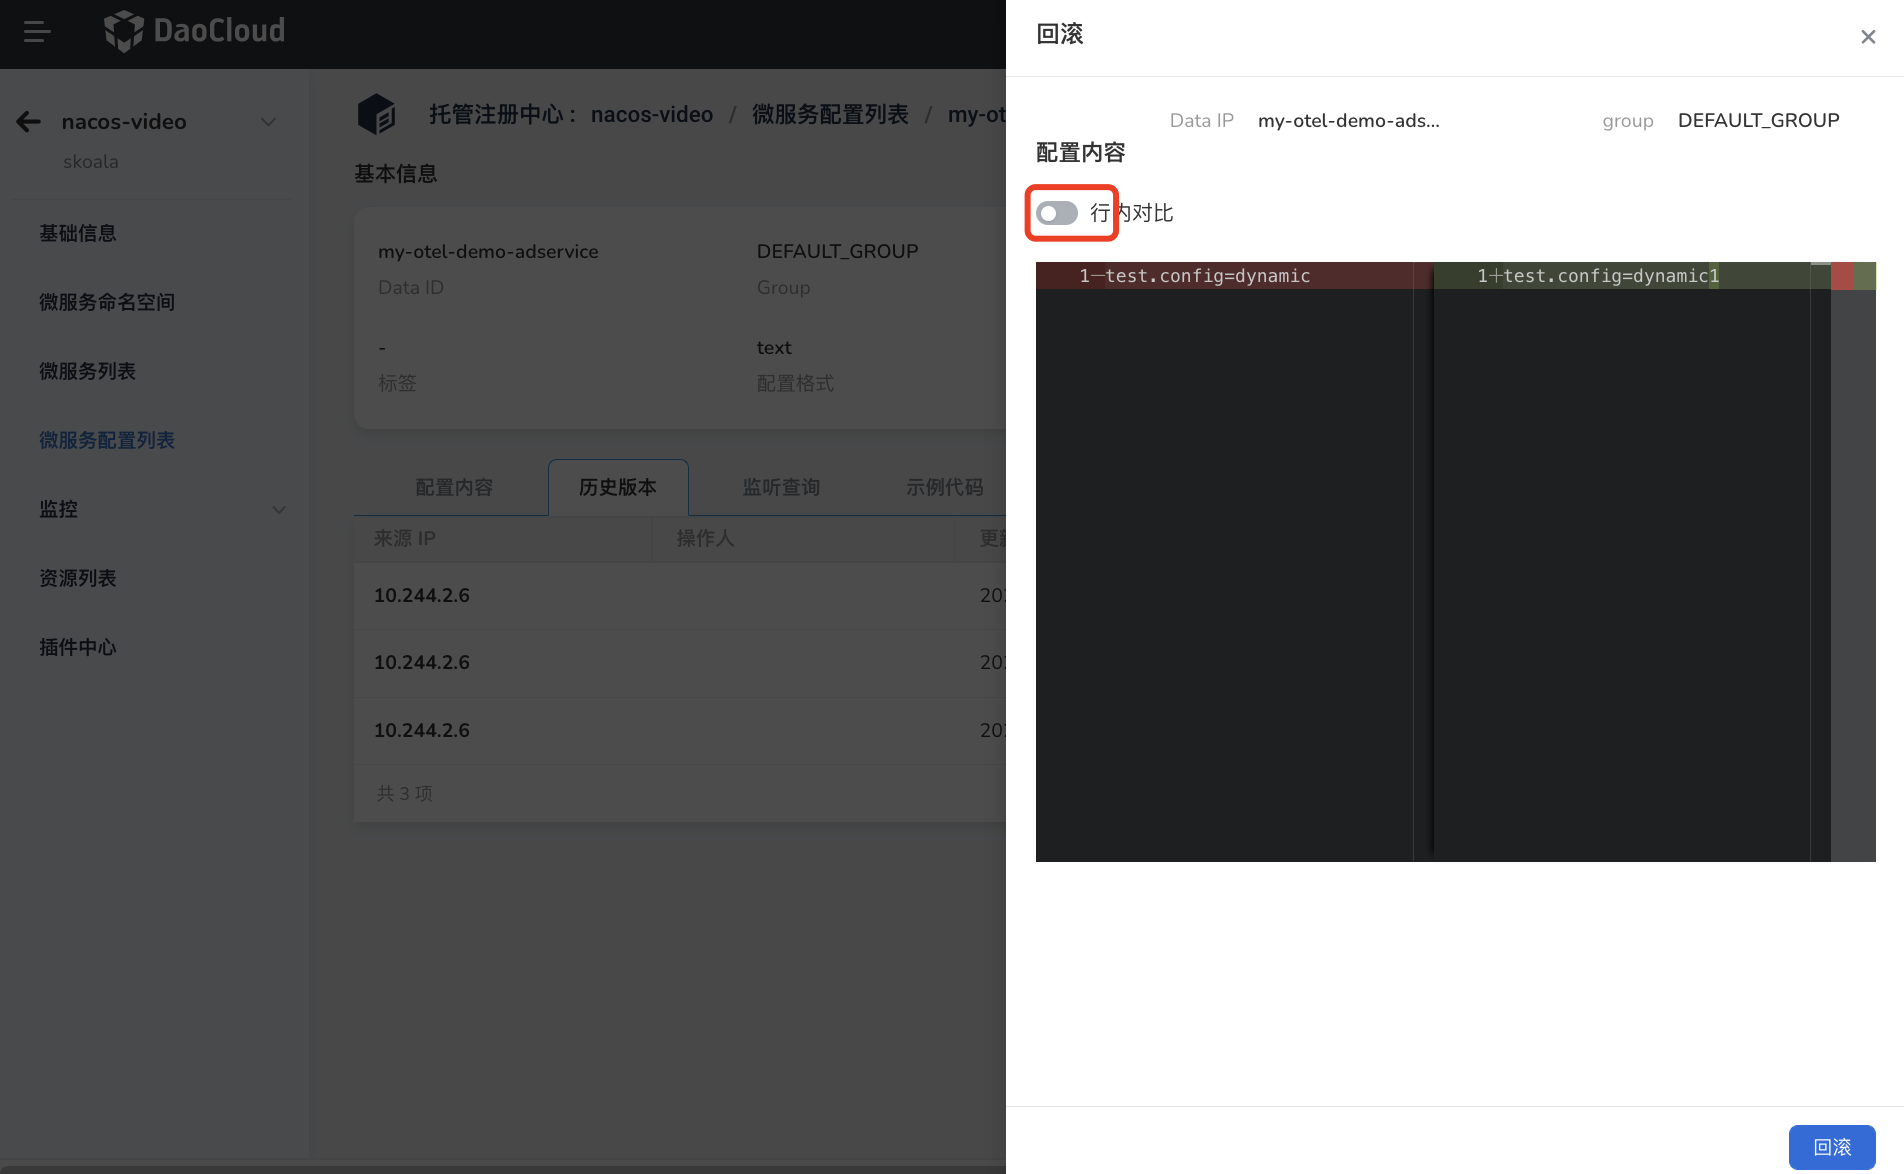 DaoCloud
nacos-video
skoala
基础信息
微服务命名空间
微服务列表
微服务配置列表
监控
资源列表
插件中心
托管注册中心 : nacos-video / 微服务配置列表 / my-ot
基本信息
my-otel-demo-adservice DEFAULT_GROUP
Data ID Group
- text
标签 配置格式
配置内容 历史版本 监听查询 示例代码
来源 IP 操作人 更新
10.244.2.6 202
10.244.2.6 202
10.244.2.6 202
共 3 项
回滚
Data IP my-otel-demo-ads... group DEFAULT_GROUP
配置内容
行内对比
1-test.config=dynamic 1+test.config=dynamic1
回滚